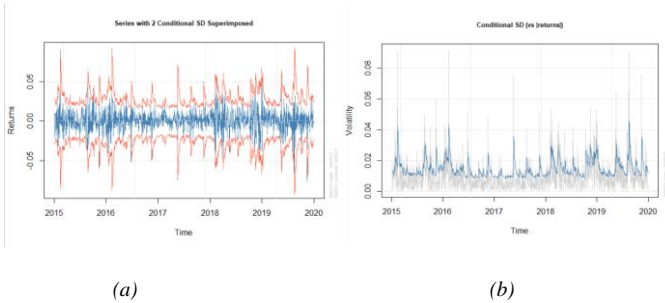 Series with 2 Conditional SD Superimposed
Returns
0.05
0.00
-0.05
2015 2016 2017 2018 2019 2020
Time
Conditional SD (vs |returns|)
Volatility
0.08
0.06
0.04
0.02
0.00
2015 2016 2017 2018 2019 2020
Time
(a) (b)